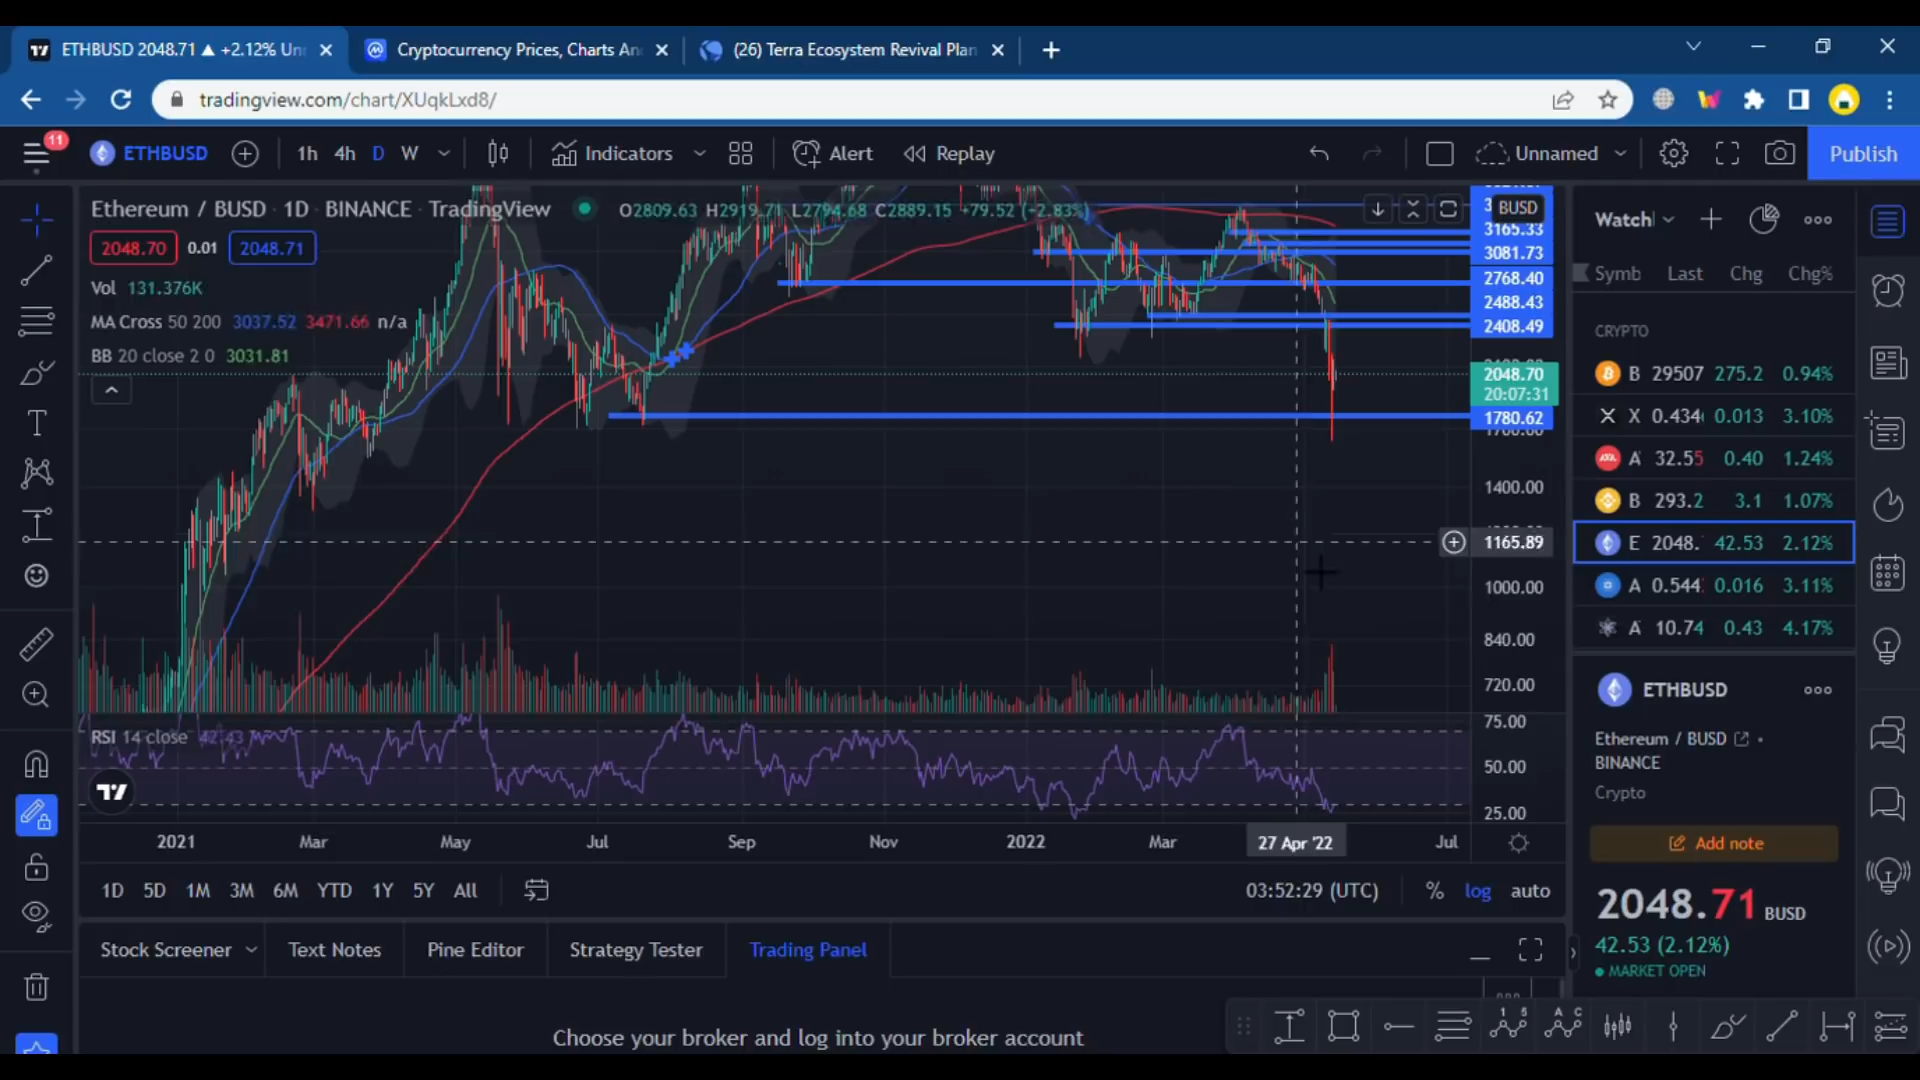 ETHBUSD 2048.71 ▲ +2.12% Un
Cryptocurrency Prices, Charts An
(26) Terra Ecosystem Revival Plan
tradingview.com/chart/XUqkLxd8/
11
ETHBUSD
1h 4h D W
Indicators
Alert
Replay
Unnamed
Publish
Ethereum / BUSD · 1D · BINANCE · TradingView
O2809.63 H2919.71 L2794.68 C2889.15 +79.52 (+2.83%)
2048.70 0.01 2048.71
Vol 131.376K
MA Cross 50 200 3037.52 3471.66 n/a
BB 20 close 2 0 3031.81
BUSD
3165.33
3081.73
2768.40
2488.43
2408.49
2048.70
20:07:31
1780.62
1400.00
1165.89
1000.00
840.00
720.00
RSI 14 close 42.43
75.00
50.00
25.00
2021 Mar May Jul Sep Nov 2022 Mar 27 Apr '22 Jul
1D 5D 1M 3M 6M YTD 1Y 5Y All
03:52:29 (UTC) % log auto
Stock Screener Text Notes Pine Editor Strategy Tester Trading Panel
Choose your broker and log into your broker account
Watchl
Symb Last Chg Chg%
CRYPTO
B 29507 275.2 0.94%
X 0.434 0.013 3.10%
A 32.55 0.40 1.24%
B 293.2 3.1 1.07%
E 2048. 42.53 2.12%
A 0.544 0.016 3.11%
A 10.74 0.43 4.17%
ETHBUSD
Ethereum / BUSD
BINANCE
Crypto
Add note
2048.71 BUSD
42.53 (2.12%)
MARKET OPEN